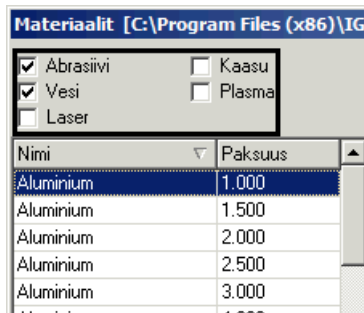 Materiaalit [C:\Program Files (x86)\IG
Abrasiivi Kaasu
Vesi Plasma
Laser
Nimi Paksuus
Aluminium 1.000
Aluminium 1.500
Aluminium 2.000
Aluminium 2.500
Aluminium 3.000